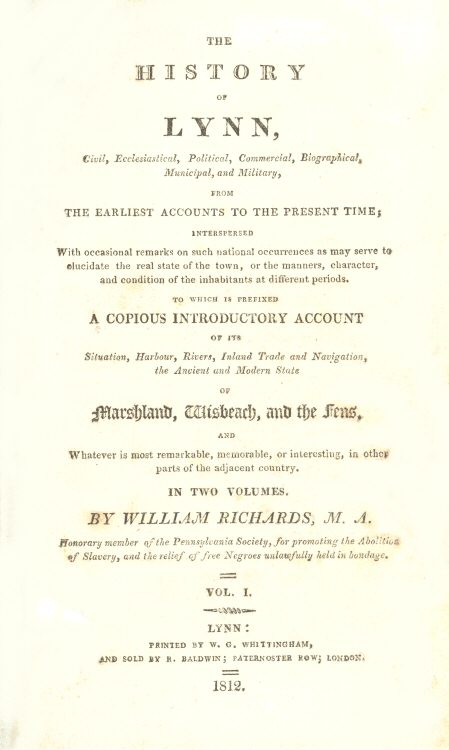 THE
HISTORY
OF
LYNN,
Civil, Ecclesiastical, Political, Commercial, Biographical,
Municipal, and Military,
FROM
THE EARLIEST ACCOUNTS TO THE PRESENT TIME;
INTERSPERSED
With occasional remarks on such national occurrences as may serve to
elucidate the real state of the town, or the manners, character,
and condition of the inhabitants at different periods.
TO WHICH IS PREFIXED
A COPIOUS INTRODUCTORY ACCOUNT
OF ITS
Situation, Harbour, Rivers, Inland Trade and Navigation,
the Ancient and Modern State
OF
Marshland, Wisbeach, and the Fens,
AND
Whatever is most remarkable, memorable, or interesting, in other
parts of the adjacent country.
IN TWO VOLUMES.
BY WILLIAM RICHARDS, M. A.
Honorary member of the Pennsylvania Society, for promoting the Abolition
of Slavery, and the relief of free Negroes unlawfully held in bondage.
VOL. I.
LYNN:
PRINTED BY W. G. WHITTINGHAM,
AND SOLD BY R. BALDWIN; PATERNOSTER ROW; LONDON.
1812.